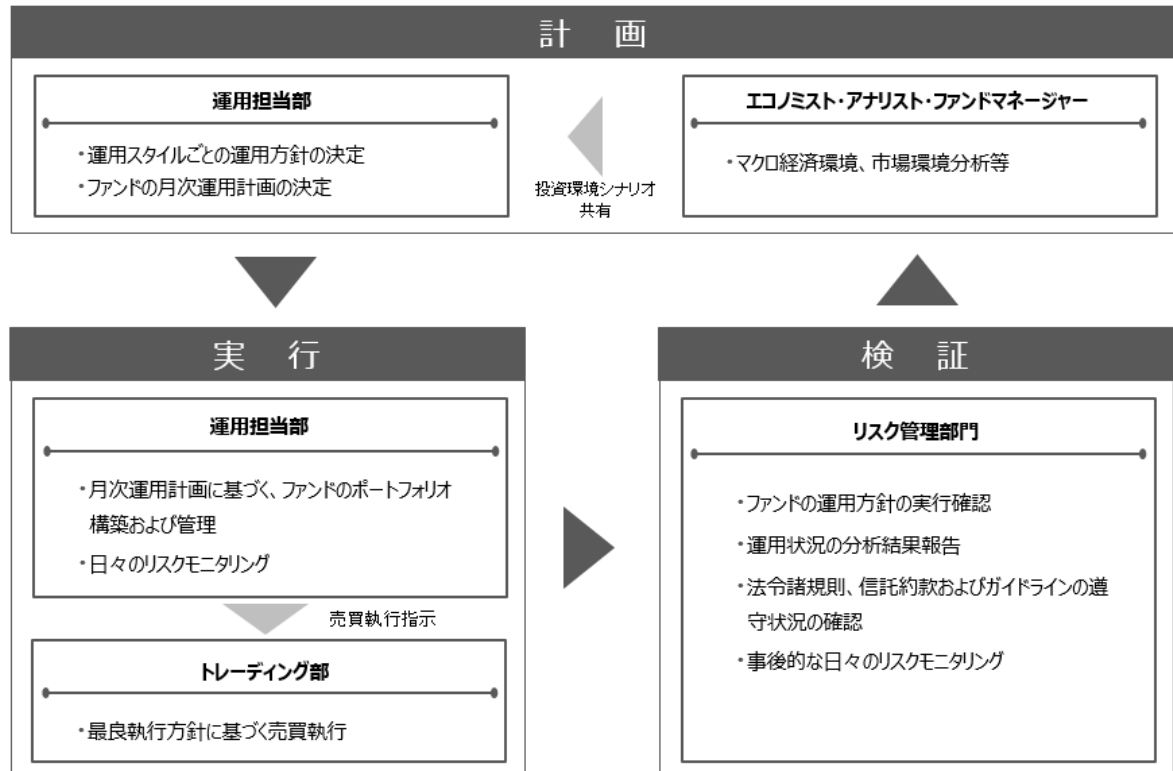 計 画
運用担当部
・運用スタイルごとの運用方針の決定
・ファンドの月次運用計画の決定
投資環境シナリオ
共有
エコノミスト・アナリスト・ファンドマネージャー
・マクロ経済環境、市場環境分析等
実 行
運用担当部
・月次運用計画に基づく、ファンドのポートフォリオ
構築および管理
・日々のリスクモニタリング
売買執行指示
トレーディング部
・最良執行方針に基づく売買執行
検 証
リスク管理部門
・ファンドの運用方針の実行確認
・運用状況の分析結果報告
・法令諸規則、信託約款およびガイドラインの遵
守状況の確認
・事後的な日々のリスクモニタリング